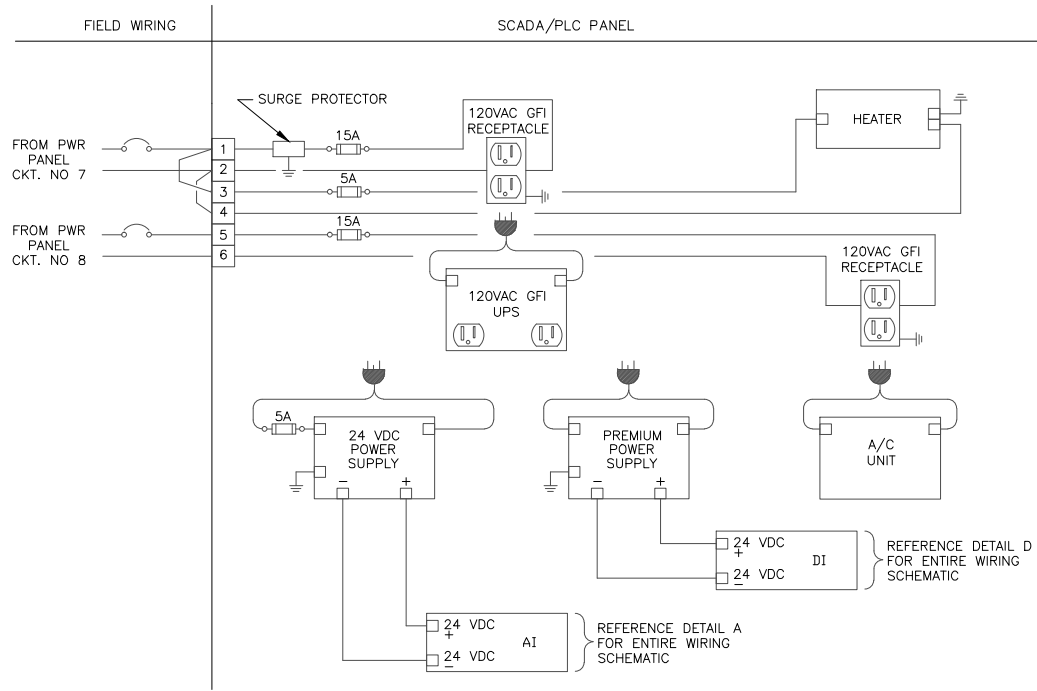 FIELD WIRING
SCADA/PLC PANEL
SURGE PROTECTOR
120VAC GFI
RECEPTACLE
HEATER
FROM PWR
PANEL
CKT. NO 7
1
15A
2
3
5A
4
FROM PWR
PANEL
CKT. NO 8
5
15A
6
120VAC GFI
RECEPTACLE
120VAC GFI
UPS
5A
24 VDC
POWER
SUPPLY
− +
PREMIUM
POWER
SUPPLY
− +
A/C
UNIT
24 VDC
+
DI
24 VDC
−
REFERENCE DETAIL D
FOR ENTIRE WIRING
SCHEMATIC
24 VDC
+
AI
24 VDC
−
REFERENCE DETAIL A
FOR ENTIRE WIRING
SCHEMATIC